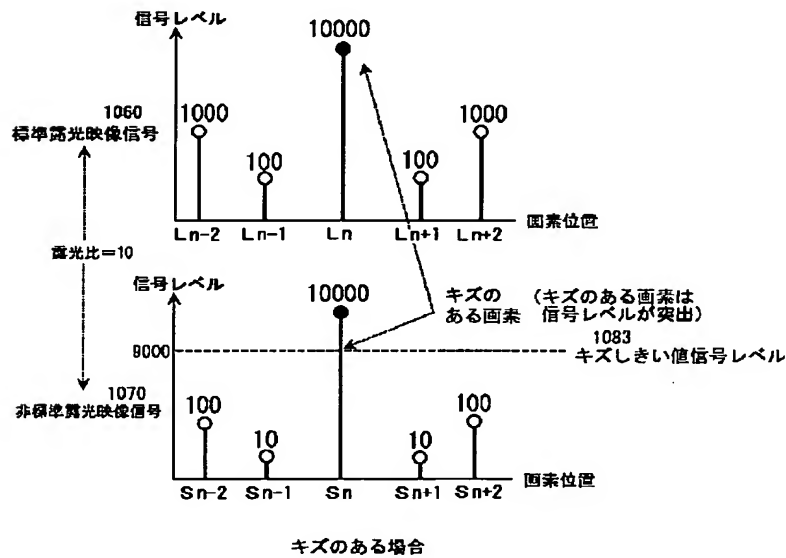 信号レベル
10000
1060
標準露光映像信号
1000
100
100
1000
Ln-2
Ln-1
Ln
Ln+1
Ln+2
画素位置
露光比=10
信号レベル
10000
キズの
ある画素
(キズのある画素は
信号レベルが突出)
9000
1083
キズしきい値信号レベル
1070
非標準露光映像信号
100
10
10
100
Sn-2
Sn-1
Sn
Sn+1
Sn+2
画素位置
キズのある場合